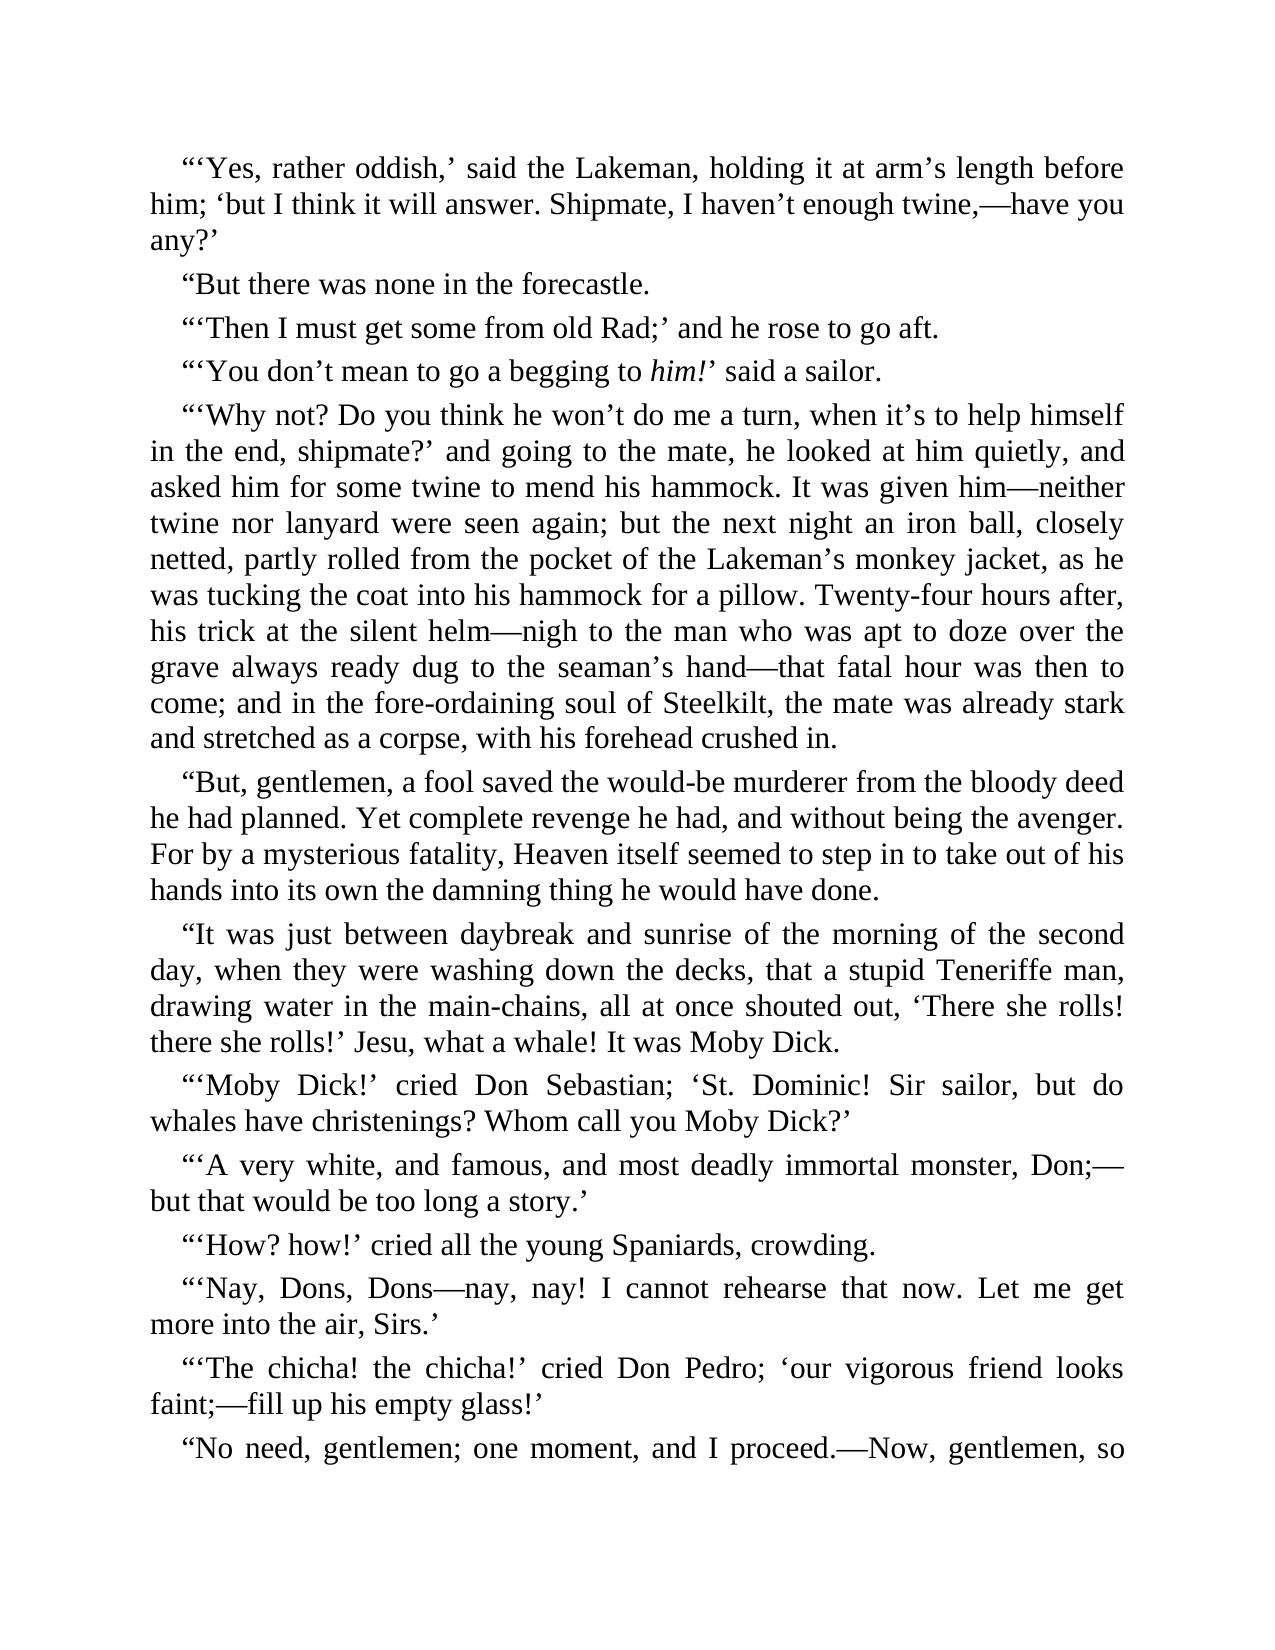 “‘Yes, rather oddish,’ said the Lakeman, holding it at arm’s length before
him; ‘but I think it will answer. Shipmate, I haven’t enough twine,—have you
any?’
“But there was none in the forecastle.
“‘Then I must get some from old Rad;’ and he rose to go aft.
“‘You don’t mean to go a begging to him!’ said a sailor.
“‘Why not? Do you think he won’t do me a turn, when it’s to help himself
in the end, shipmate?’ and going to the mate, he looked at him quietly, and
asked him for some twine to mend his hammock. It was given him—neither
twine nor lanyard were seen again; but the next night an iron ball, closely
netted, partly rolled from the pocket of the Lakeman’s monkey jacket, as he
was tucking the coat into his hammock for a pillow. Twenty-four hours after,
his trick at the silent helm—nigh to the man who was apt to doze over the
grave always ready dug to the seaman’s hand—that fatal hour was then to
come; and in the fore-ordaining soul of Steelkilt, the mate was already stark
and stretched as a corpse, with his forehead crushed in.
“But, gentlemen, a fool saved the would-be murderer from the bloody deed
he had planned. Yet complete revenge he had, and without being the avenger.
For by a mysterious fatality, Heaven itself seemed to step in to take out of his
hands into its own the damning thing he would have done.
“It was just between daybreak and sunrise of the morning of the second
day, when they were washing down the decks, that a stupid Teneriffe man,
drawing water in the main-chains, all at once shouted out, ‘There she rolls!
there she rolls!’ Jesu, what a whale! It was Moby Dick.
“‘Moby Dick!’ cried Don Sebastian; ‘St. Dominic! Sir sailor, but do
whales have christenings? Whom call you Moby Dick?’
“‘A very white, and famous, and most deadly immortal monster, Don;—
but that would be too long a story.’
“‘How? how!’ cried all the young Spaniards, crowding.
“‘Nay, Dons, Dons—nay, nay! I cannot rehearse that now. Let me get
more into the air, Sirs.’
“‘The chicha! the chicha!’ cried Don Pedro; ‘our vigorous friend looks
faint;—fill up his empty glass!’
“No need, gentlemen; one moment, and I proceed.—Now, gentlemen, so